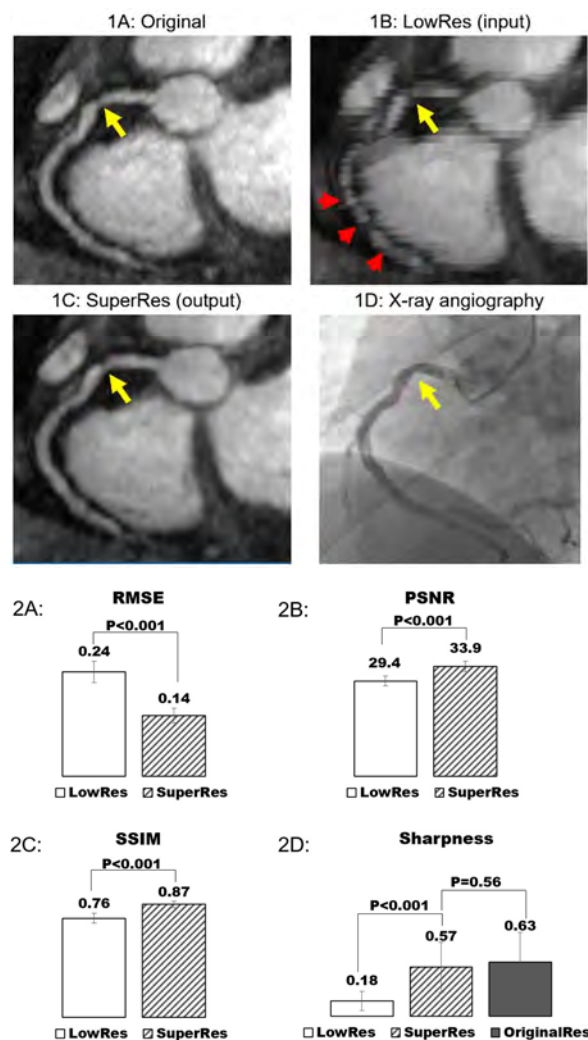 1A: Original
1B: LowRes (input)
1C: SuperRes (output)
1D: X-ray angiography
2A:
RMSE
P<0.001
0.24
0.14
LowRes SuperRes
2B:
PSNR
P<0.001
29.4
33.9
LowRes SuperRes
2C:
SSIM
P<0.001
0.76
0.87
LowRes SuperRes
2D:
Sharpness
P=0.56
P<0.001
0.63
0.57
0.18
LowRes SuperRes OriginalRes